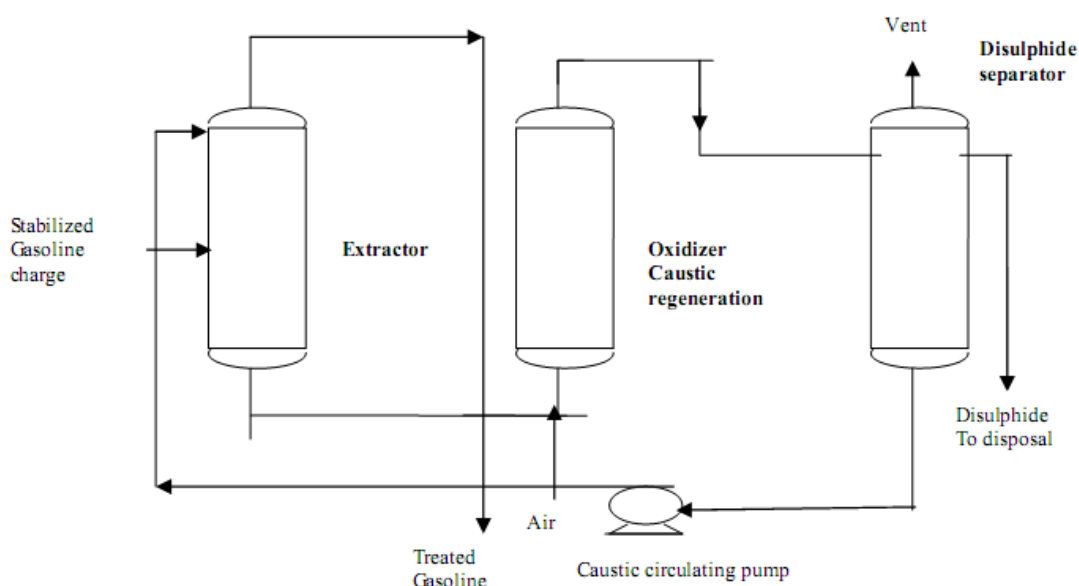 Vent
Disulphide
separator
Stabilized
Gasoline
charge
Extractor
Oxidizer
Caustic
regeneration
Disulphide
To disposal
Air
Treated
Gasoline
Caustic circulating pump